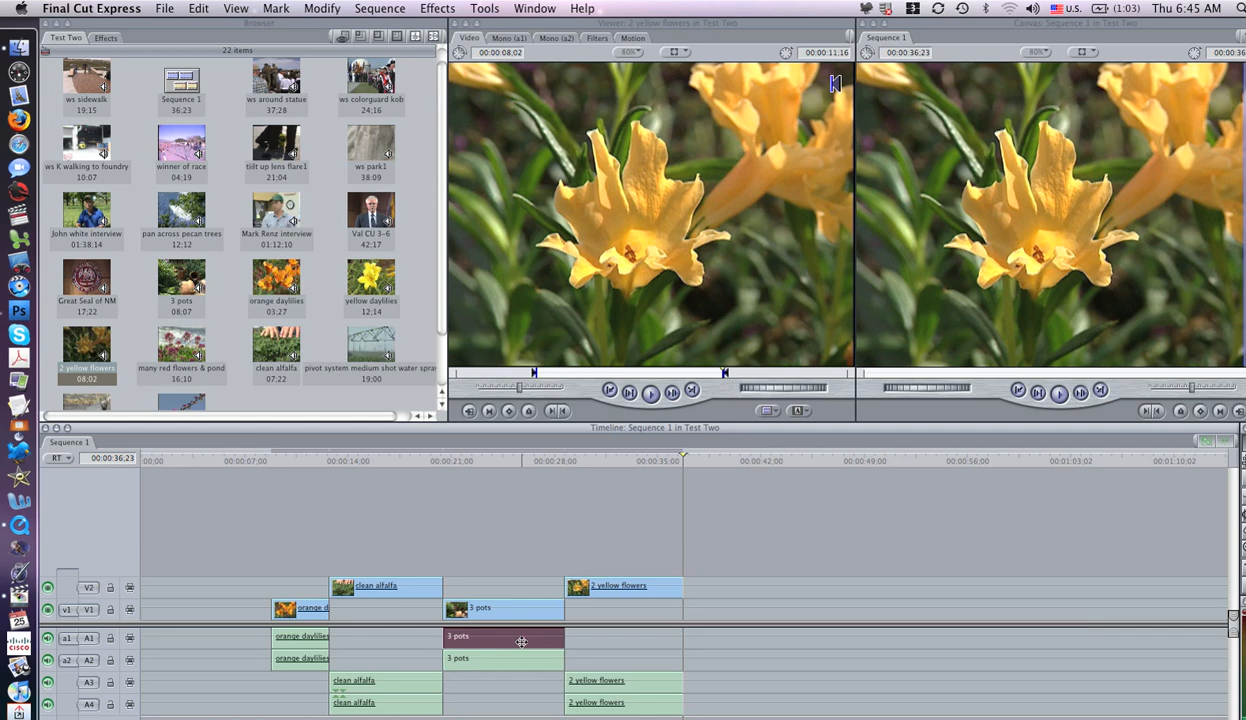 Final Cut Express File Edit View Mark Modify Sequence Effects Tools Window Help U.S. (1:03) Thu 6:45 AM
Browser Viewer: 2 yellow flowers in Test Two Canvas: Sequence 1 in Test Two
Test Two Effects Video Mono (a1) Mono (a2) Filters Motion Sequence 1
22 items 00:00:08;02 80% 00:00:11;16 00:00:36;23 80% 00:00:36
ws sidewalk Sequence 1 ws around statue ws colorguard kob
19;15 36;23 37;28 24;16
ws K walking to foundry winner of race tiilt up lens flare1 ws park1
10:07 04;19 21;04 38:09
John white interview pan across pecan trees Mark Renz interview Val CU 3-6
01:38;14 12;12 01:12;10 42;17
Great Seal of NM 3 pots orange daylilies yellow daylilies
17;22 08;07 03;27 12;14
2 yellow flowers many red flowers & pond clean alfalfa pivot system medium shot water spra
08;02 16;10 07;22 19:00
Timeline: Sequence 1 in Test Two
Sequence 1
RT 00:00:36;23 00:00 00:00:07;00 00:00:14;00 00:00:21;00 00:00:28;00 00:00:35;00 00:00:42;00 00:00:49;00 00:00:56;00 00:01:03;02 00:01:10;02
V2 clean alfalfa 2 yellow flowers
v1 V1 orange d 3 pots
a1 A1 orange daylilies 3 pots
a2 A2 orange daylilies 3 pots
A3 clean alfalfa 2 yellow flowers
A4 clean alfalfa 2 yellow flowers
Ps
25
CISCO